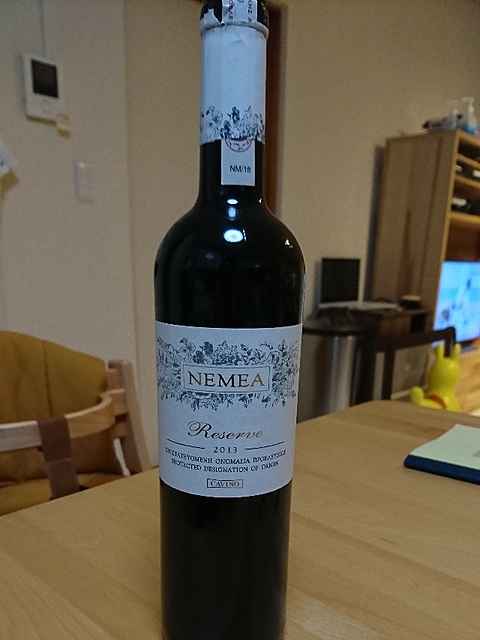 NM/18
NEMEA
Reserve
2013
ΠΡΟΣΤΑΤΕΥΟΜΕΝΗ ΟΝΟΜΑΣΙΑ ΠΡΟΕΛΕΥΣΗΣ
PROTECTED DESIGNATION OF ORIGIN
CAVINO